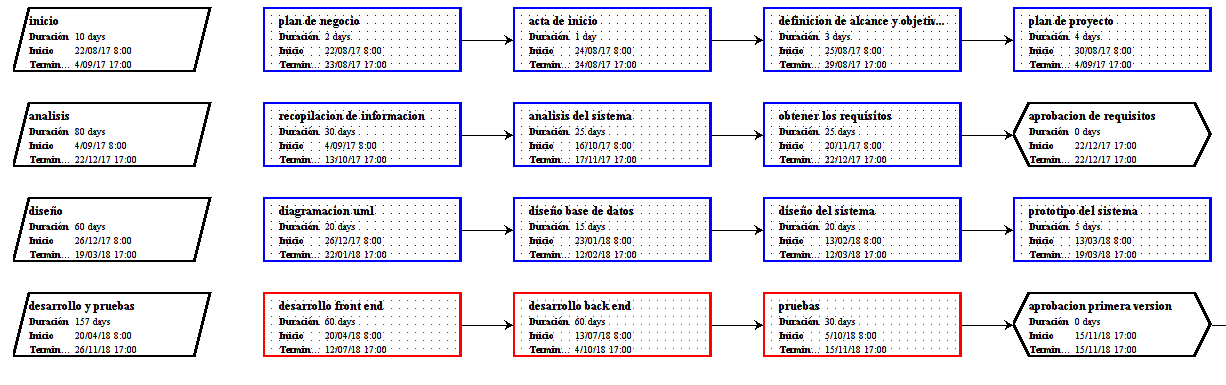 inicio
Duración 10 days
Inicio 22/08/17 8:00
Termin... 4/09/17 17:00
plan de negocio
Duración 2 days
Inicio 22/08/17 8:00
Termin... 23/08/17 17:00
acta de inicio
Duración 1 day
Inicio 24/08/17 8:00
Termin... 24/08/17 17:00
definicion de alcance y objetiv...
Duración 3 days
Inicio 25/08/17 8:00
Termin... 29/08/17 17:00
plan de proyecto
Duración 4 days
Inicio 30/08/17 8:00
Termin... 4/09/17 17:00
analisis
Duración 80 days
Inicio 4/09/17 8:00
Termin... 22/12/17 17:00
recopilacion de informacion
Duración 30 days
Inicio 4/09/17 8:00
Termin... 13/10/17 17:00
analisis del sistema
Duración 25 days
Inicio 16/10/17 8:00
Termin... 17/11/17 17:00
obtener los requisitos
Duración 25 days
Inicio 20/11/17 8:00
Termin... 22/12/17 17:00
aprobacion de requisitos
Duración 0 days
Inicio 22/12/17 17:00
Termin... 22/12/17 17:00
diseño
Duración 60 days
Inicio 26/12/17 8:00
Termin... 19/03/18 17:00
diagramacion uml
Duración 20 days
Inicio 26/12/17 8:00
Termin... 22/01/18 17:00
diseño base de datos
Duración 15 days
Inicio 23/01/18 8:00
Termin... 12/02/18 17:00
diseño del sistema
Duración 20 days
Inicio 13/02/18 8:00
Termin... 12/03/18 17:00
prototipo del sistema
Duración 5 days
Inicio 13/03/18 8:00
Termin... 19/03/18 17:00
desarrollo y pruebas
Duración 157 days
Inicio 20/04/18 8:00
Termin... 26/11/18 17:00
desarrollo front end
Duración 60 days
Inicio 20/04/18 8:00
Termin... 12/07/18 17:00
desarrollo back end
Duración 60 days
Inicio 13/07/18 8:00
Termin... 4/10/18 17:00
pruebas
Duración 30 days
Inicio 5/10/18 8:00
Termin... 15/11/18 17:00
aprobacion primera version
Duración 0 days
Inicio 15/11/18 17:00
Termin... 15/11/18 17:00